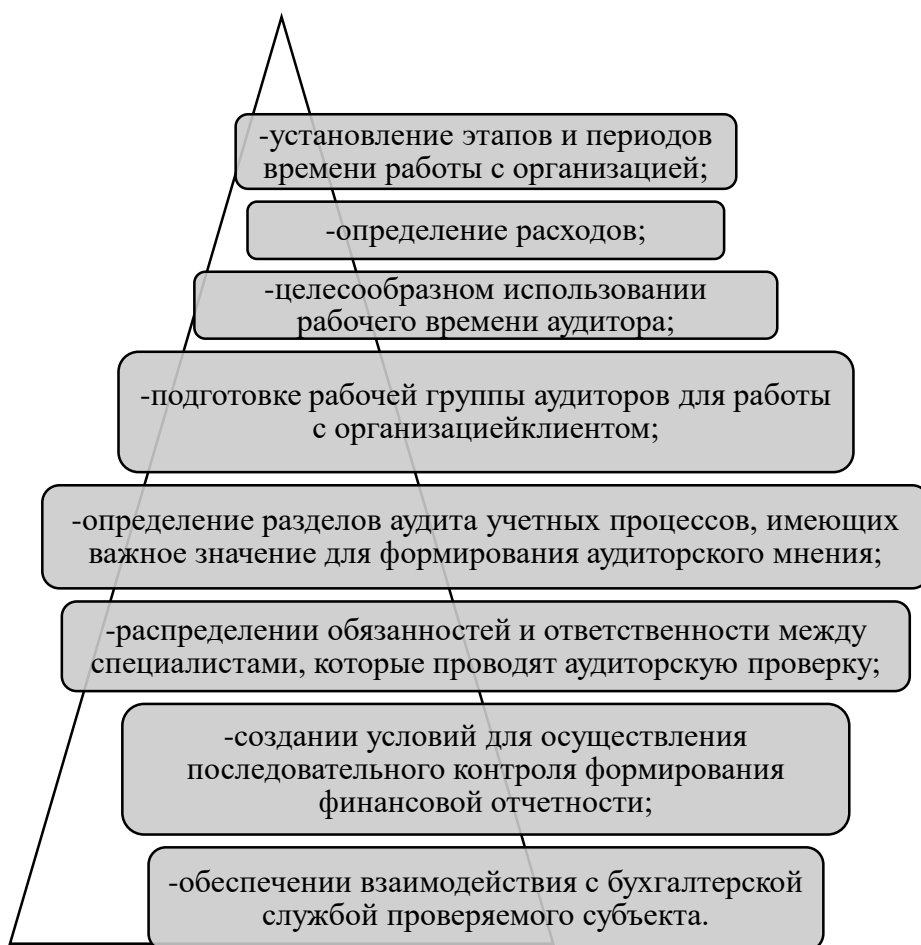 -установление этапов и периодов
времени работы с организацией;
-определение расходов;
-целесообразном использовании
рабочего времени аудитора;
-подготовке рабочей группы аудиторов для работы
с организациейклиентом;
-определение разделов аудита учетных процессов, имеющих
важное значение для формирования аудиторского мнения;
-распределении обязанностей и ответственности между
специалистами, которые проводят аудиторскую проверку;
-создании условий для осуществления
последовательного контроля формирования
финансовой отчетности;
-обеспечении взаимодействия с бухгалтерской
службой проверяемого субъекта.